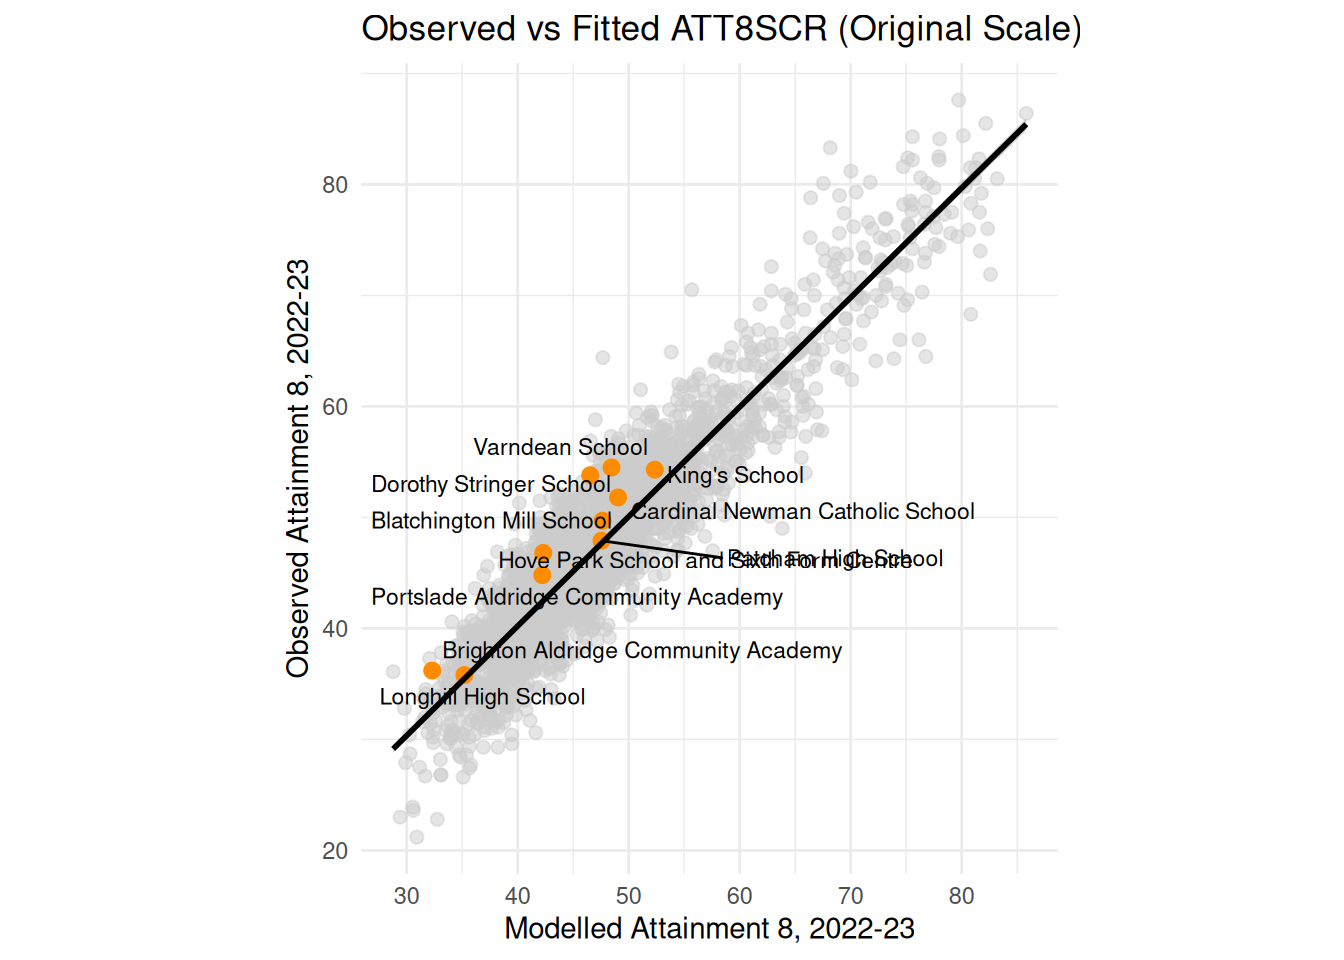 Observed vs Fitted ATT8SCR (Original Scale)
Observed Attainment 8, 2022-23
80
60
40
20
Varndean School
King's School
Dorothy Stringer School
Cardinal Newman Catholic School
Blatchington Mill School
Patcham High School
Hove Park School and Sixth Form Centre
Portslade Aldridge Community Academy
Brighton Aldridge Community Academy
Longhill High School
30 40 50 60 70 80
Modelled Attainment 8, 2022-23